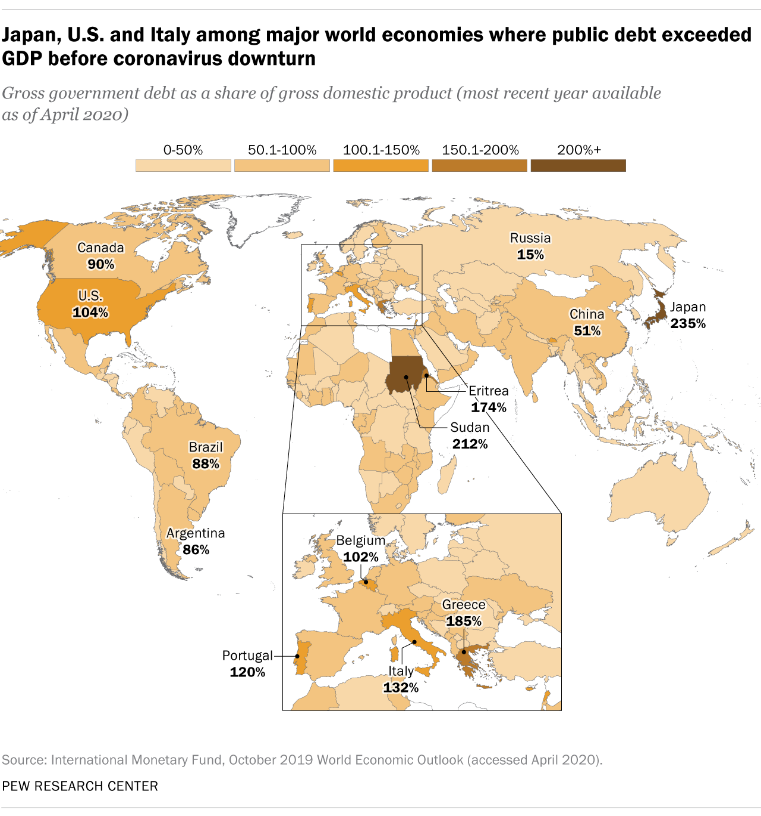 Japan, U.S. and Italy among major world economies where public debt exceeded
GDP before coronavirus downturn
Gross government debt as a share of gross domestic product (most recent year available
as of April 2020)
0-50% 50.1-100% 100.1-150% 150.1-200% 200%+
Canada
90%
U.S.
104%
Russia
15%
China
51%
Japan
235%
Eritrea
174%
Sudan
212%
Brazil
88%
Argentina
86%
Belgium
102%
Greece
185%
Portugal
120%
Italy
132%
Source: International Monetary Fund, October 2019 World Economic Outlook (accessed April 2020).
PEW RESEARCH CENTER